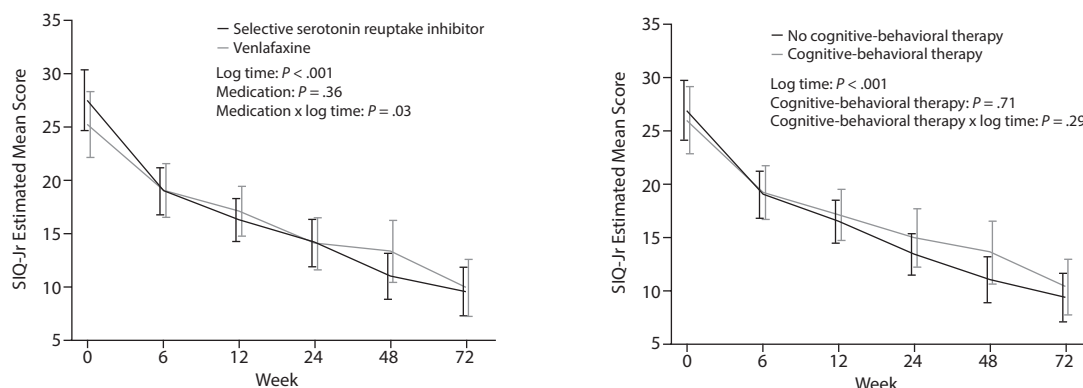 35
30
25
20
15
10
5
SIQ-Jr Estimated Mean Score
Selective serotonin reuptake inhibitor
Venlafaxine
Log time: P < .001
Medication: P = .36
Medication x log time: P = .03
0 6 12 24 48 72
Week
35
30
25
20
15
10
5
SIQ-Jr Estimated Mean Score
No cognitive-behavioral therapy
Cognitive-behavioral therapy
Log time: P < .001
Cognitive-behavioral therapy: P = .71
Cognitive-behavioral therapy x log time: P = .29
0 6 12 24 48 72
Week